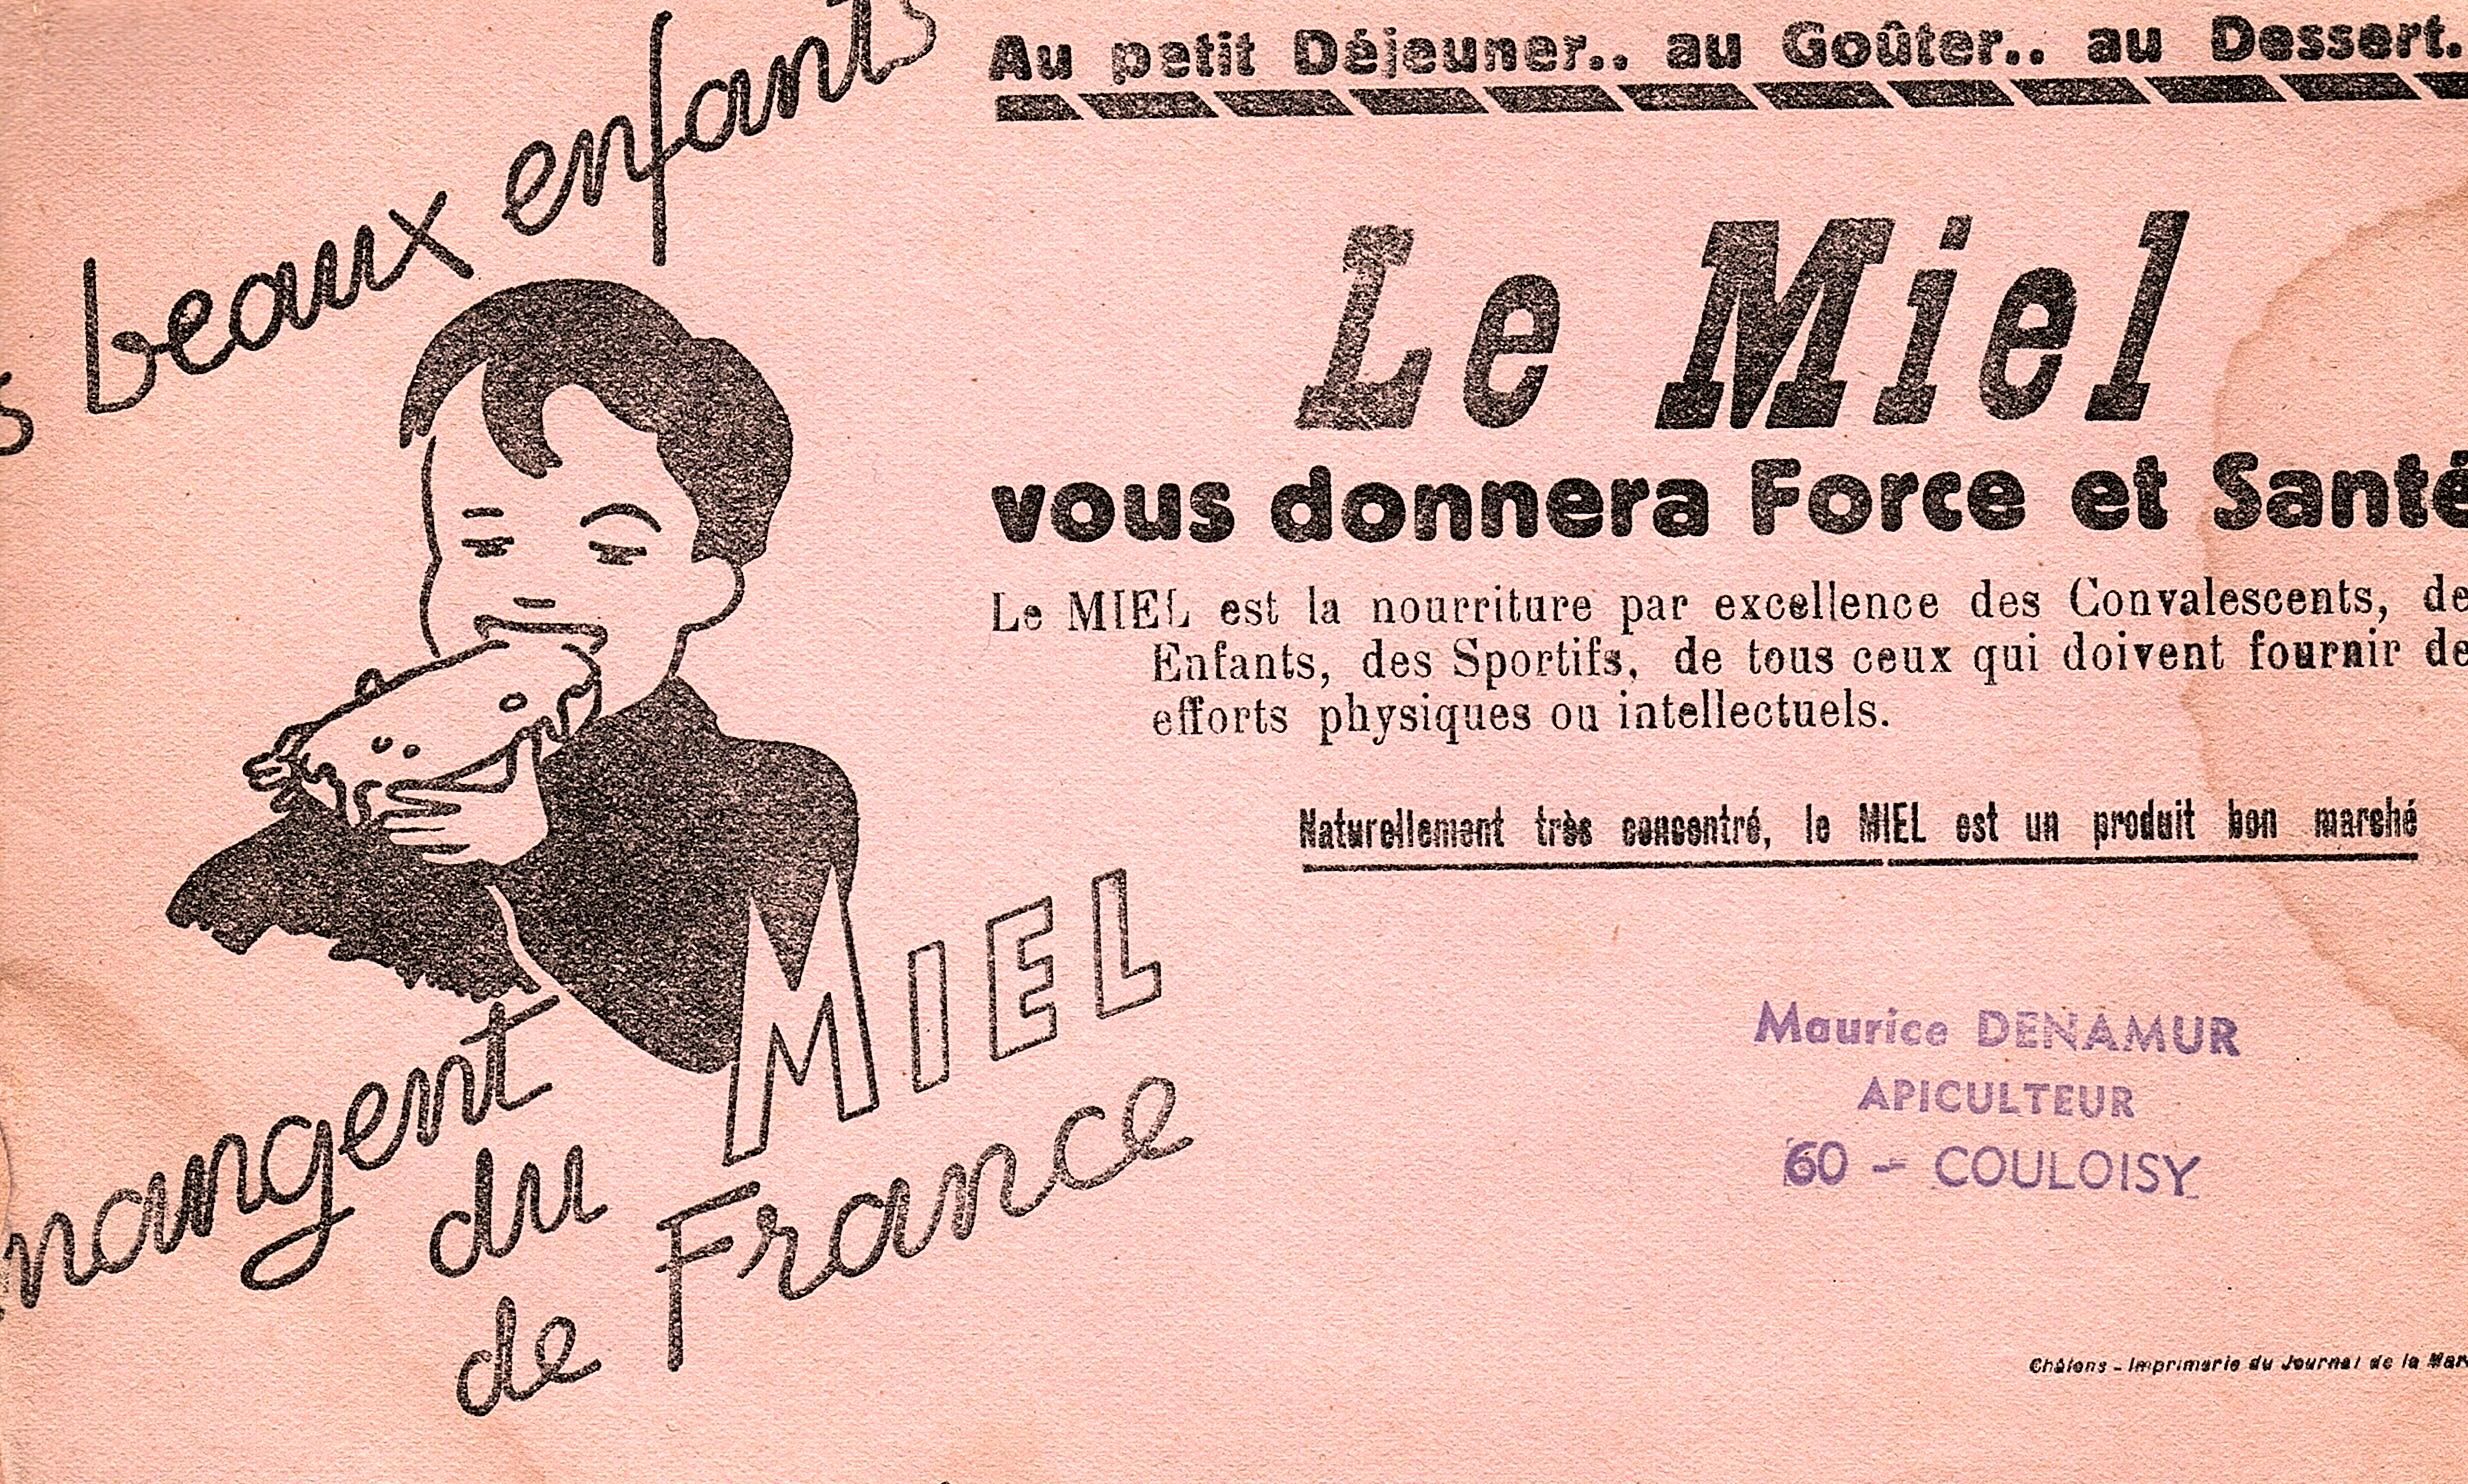 beaux enfants
mangent
du MIEL
de France
Au petit Déjeuner.. au Goûter.. au Dessert.
Le Miel
vous donnera Force et Santé
Le MIEL est la nourriture par excellence des Convalescents, de
Enfants, des Sportifs, de tous ceux qui doivent fournir de
efforts physiques ou intellectuels.
Naturellement très concentré, le MIEL est un produit bon marché
Maurice DENAMUR
APICULTEUR
60 - COULOISY
Châlons - Imprimerie du Journal de la Mar